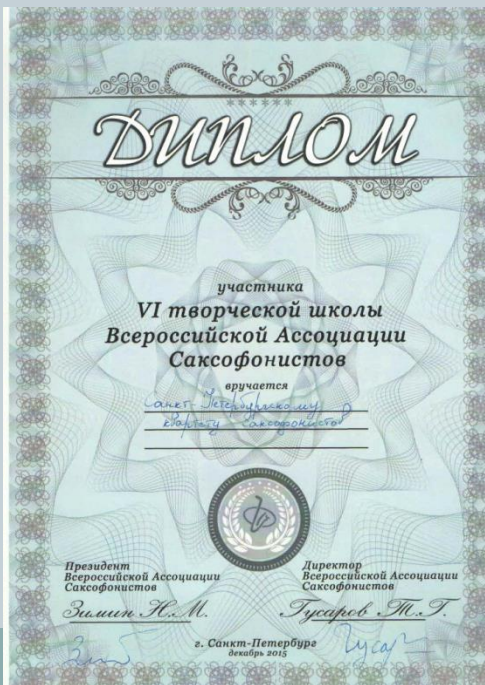 ******
ДИПЛОМ
участника
VI творческой школы
Всероссийской Ассоциации
Саксофонистов
вручается
Санкт-Петербургскому
квартету саксофонистов
Президент
Всероссийской Ассоциации
Саксофонистов
Зимин Н.М.
Директор
Всероссийской Ассоциации
Саксофонистов
Гусаров Т.Г.
г. Санкт-Петербург
декабрь 2015